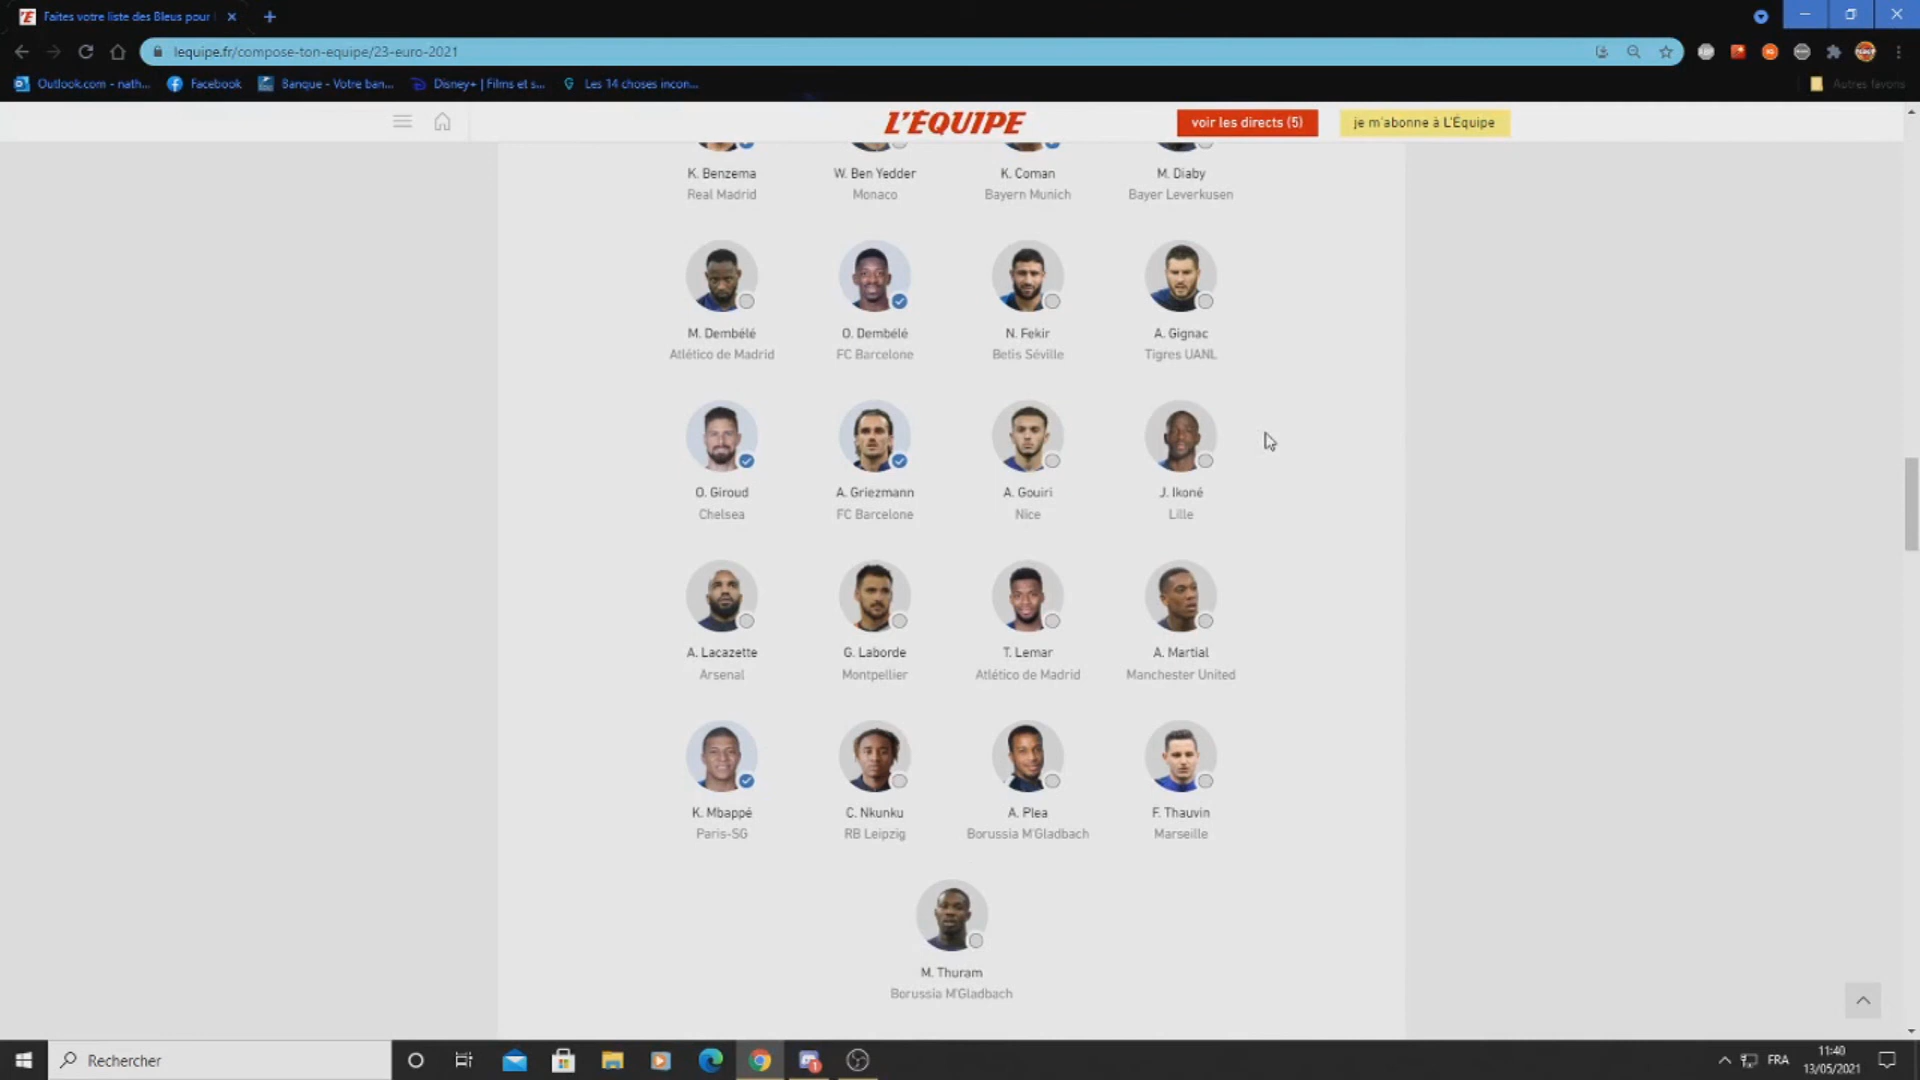 Faites votre liste des Bleus pour
lequipe.fr/compose-ton-equipe/23-euro-2021
Outlook.com - nath... Facebook Banque - Votre ban... Disney+ | Films et s... Les 14 choses incon... Autres favoris
L'ÉQUIPE voir les directs (5) je m'abonne à L'Équipe
K. Benzema W. Ben Yedder K. Coman M. Diaby
Real Madrid Monaco Bayern Munich Bayer Leverkusen
M. Dembélé O. Dembélé N. Fekir A. Gignac
Atlético de Madrid FC Barcelone Betis Séville Tigres UANL
O. Giroud A. Griezmann A. Gouiri J. Ikoné
Chelsea FC Barcelone Nice Lille
A. Lacazette G. Laborde T. Lemar A. Martial
Arsenal Montpellier Atlético de Madrid Manchester United
K. Mbappé C. Nkunku A. Plea F. Thauvin
Paris-SG RB Leipzig Borussia M'Gladbach Marseille
M. Thuram
Borussia M'Gladbach
Rechercher FRA 11:40
13/05/2021